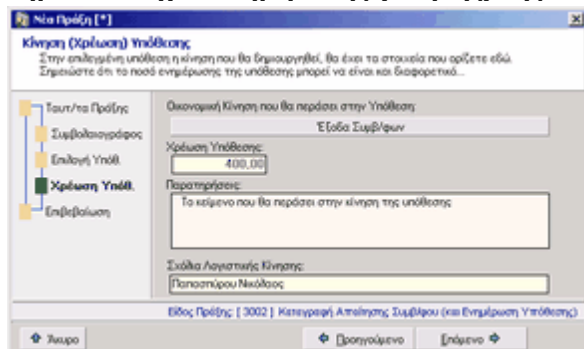 Νέα Πράξη [*]
Κίνηση (Χρέωση) Υπόθεσης
Στην επιλεγμένη υπόθεση η κίνηση που θα δημιουργηθεί, θα έχει τα στοιχεία που ορίζετε εδώ.
Σημειώστε ότι το ποσό ενημέρωσης της υπόθεσης μπορεί να είναι και διαφορετικό...
Ταυτ/τα Πράξης
Συμβολαιογράφος
Επιλογή Υπόθ.
Χρέωση Υπόθ.
Επιβεβαίωση
Οικονομική Κίνηση που θα περάσει στην Υπόθεση:
Έξοδα Συμβ/φων
Χρέωση Υπόθεσης:
400,00
Παρατηρήσεις:
Το κείμενο που θα περάσει στην κίνηση της υπόθεσης
Σχόλια Λογιστικής Κίνησης:
Παπασπύρου Νικόλαος
Είδος Πράξης: [ 3002 ] Καταγραφή Απαίτησης Συμβ/φου (και Ενημέρωση Υπόθεσης)
Άκυρο
Προηγούμενο
Επόμενο